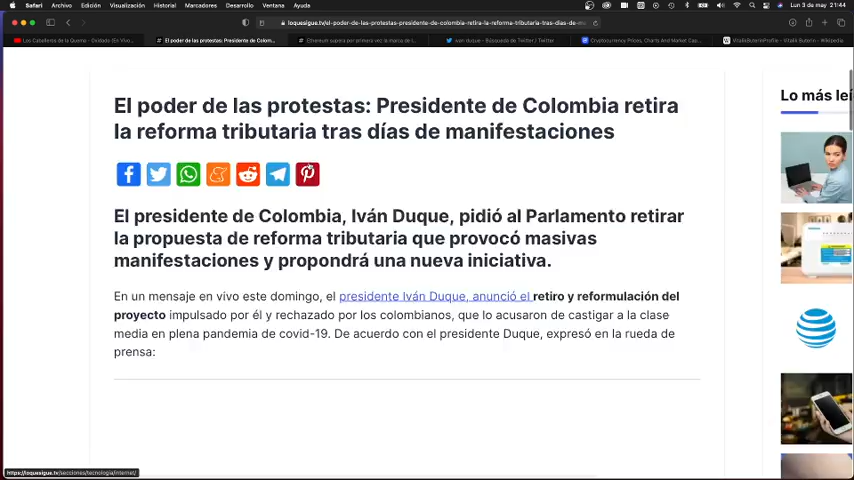 Safari Archivo Edición Visualización Historial Marcadores Desarrollo Ventana Ayuda
Lun 3 de may 21:44
loquesigue.tv/el-poder-de-las-protestas-presidente-de-colombia-retira-la-reforma-tributaria-tras-dias-de-m
Los Caballeros de la Quema - Oxidado (En Vivo...
El poder de las protestas: Presidente de Colom...
Ethereum supera por primera vez la marca de l...
ivan duque - Búsqueda de Twitter / Twitter
Cryptocurrency Prices, Charts And Market Cap...
VitalikButerinProfile - Vitalik Buterin - Wikipedia
El poder de las protestas: Presidente de Colombia retira
la reforma tributaria tras días de manifestaciones
Lo más leí
El presidente de Colombia, Iván Duque, pidió al Parlamento retirar
la propuesta de reforma tributaria que provocó masivas
manifestaciones y propondrá una nueva iniciativa.
En un mensaje en vivo este domingo, el presidente Iván Duque, anunció el retiro y reformulación del
proyecto impulsado por él y rechazado por los colombianos, que lo acusaron de castigar a la clase
media en plena pandemia de covid-19. De acuerdo con el presidente Duque, expresó en la rueda de
prensa:
AT&T
https://loquesigue.tv/secciones/tecnologia/internet/